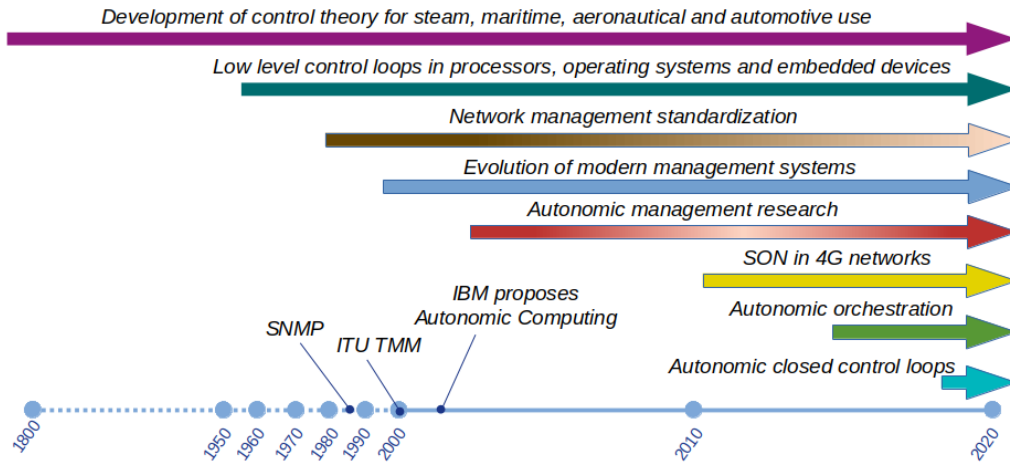 Development of control theory for steam, maritime, aeronautical and automotive use
Low level control loops in processors, operating systems and embedded devices
Network management standardization
Evolution of modern management systems
Autonomic management research
SON in 4G networks
Autonomic orchestration
Autonomic closed control loops
SNMP
ITU TMM
IBM proposes
Autonomic Computing
1800
1950
1960
1970
1980
1990
2000
2010
2020